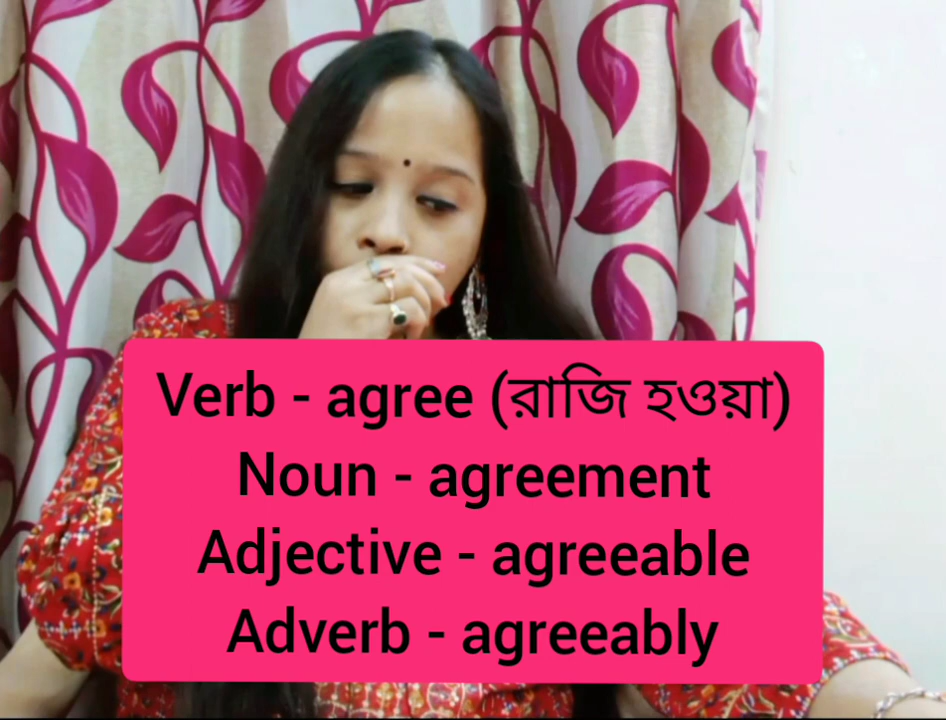 Verb - agree (রাজি হওয়া)
Noun - agreement
Adjective - agreeable
Adverb - agreeably